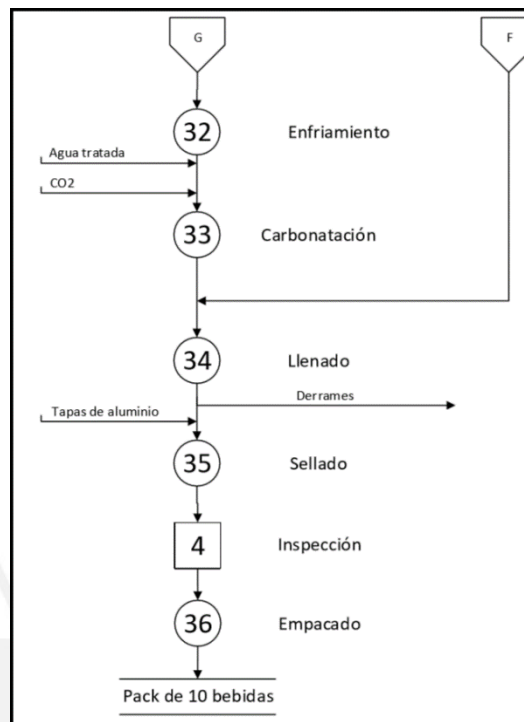 G
F
32
Enfriamiento
Agua tratada
CO2
33
Carbonatación
34
Llenado
Derrames
Tapas de aluminio
35
Sellado
4
Inspección
36
Empacado
Pack de 10 bebidas